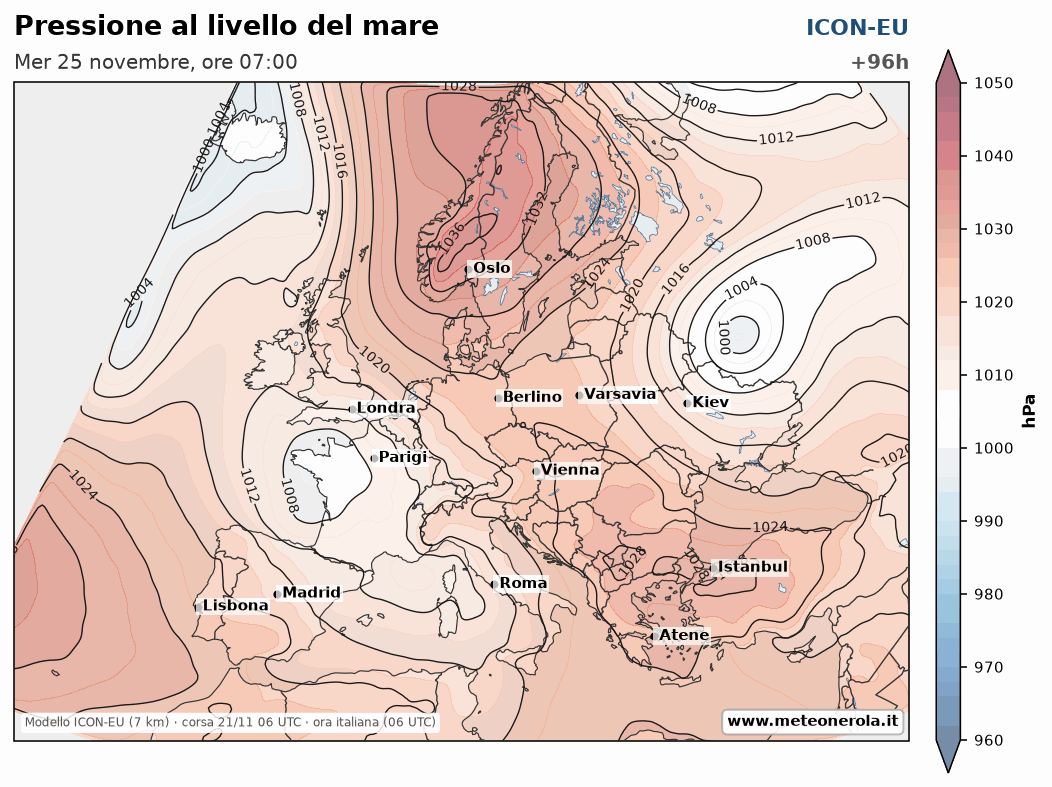 Pressione al livello del mare
ICON-EU
Mer 25 novembre, ore 07:00
+96h
1028
1008
1008
1004
1000
1012
1012
1016
1012
1032
1036
1008
Oslo
1024
1020
1016
1004
1004
1000
1020
Londra
Berlino
Varsavia
Kiev
Parigi
Vienna
1020
1024
1012
1008
1024
1028
1028
Istanbul
Roma
Madrid
Lisbona
Atene
Modello ICON-EU (7 km) · corsa 21/11 06 UTC · ora italiana (06 UTC)
www.meteonerola.it
1050
1040
1030
1020
1010
1000
990
980
970
960
hPa